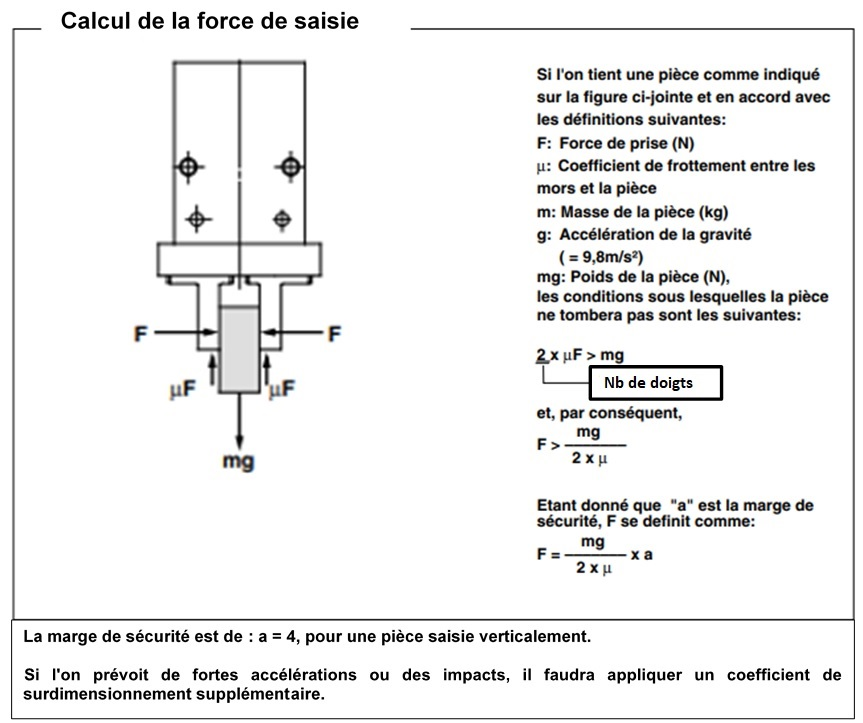 Calcul de la force de saisie
F
F
µF
µF
mg
Si l'on tient une pièce comme indiqué
sur la figure ci-jointe et en accord avec
les définitions suivantes:
F: Force de prise (N)
µ: Coefficient de frottement entre les
mors et la pièce
m: Masse de la pièce (kg)
g: Accélération de la gravité
( = 9,8m/s²)
mg: Poids de la pièce (N),
les conditions sous lesquelles la pièce
ne tombera pas sont les suivantes:
2 x µF > mg
Nb de doigts
et, par conséquent,
F > mg / 2 x µ
Etant donné que "a" est la marge de
sécurité, F se definit comme:
F = mg / 2 x µ x a
La marge de sécurité est de : a = 4, pour une pièce saisie verticalement.
Si l'on prévoit de fortes accélérations ou des impacts, il faudra appliquer un coefficient de
surdimensionnement supplémentaire.